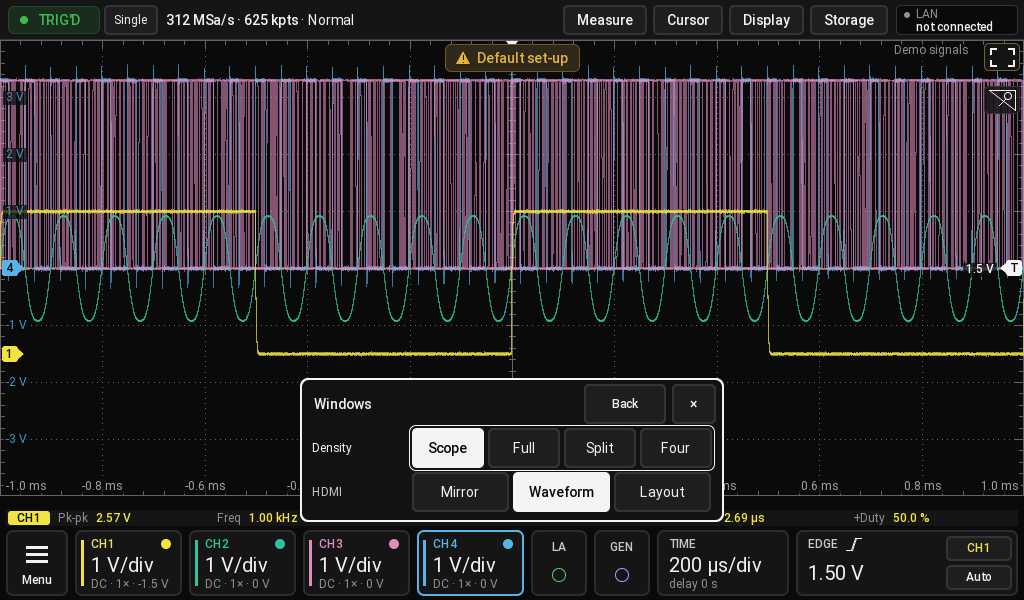 TRIG'D
Single
312 MSa/s · 625 kpts · Normal
Measure
Cursor
Display
Storage
LAN
not connected
Default set-up
Demo signals
3 V
2 V
1 V
4
1.5 V
T
-1 V
1
-2 V
-3 V
-1.0 ms
-0.8 ms
-0.6 ms
0.6 ms
0.8 ms
1.0 ms
Windows
Back
×
Density
Scope
Full
Split
Four
HDMI
Mirror
Waveform
Layout
CH1
Pk-pk
2.57 V
Freq
1.00 kHz
2.69 µs
+Duty
50.0 %
Menu
CH1
1 V/div
DC · 1× · -1.5 V
CH2
1 V/div
DC · 1× · 0 V
CH3
1 V/div
DC · 1× · 0 V
CH4
1 V/div
DC · 1× · 0 V
LA
GEN
TIME
200 µs/div
delay 0 s
EDGE
1.50 V
CH1
Auto